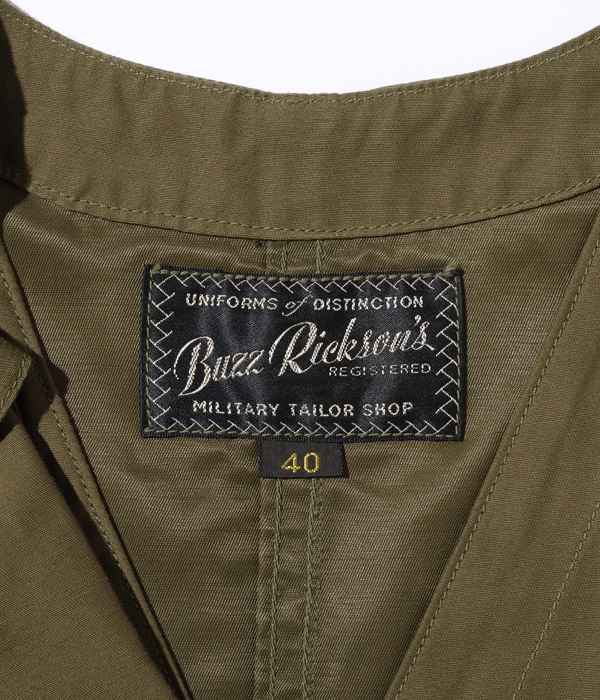 UNIFORMS of DISTINCTION
Buzz Rickson's
REGISTERED
MILITARY TAILOR SHOP
40